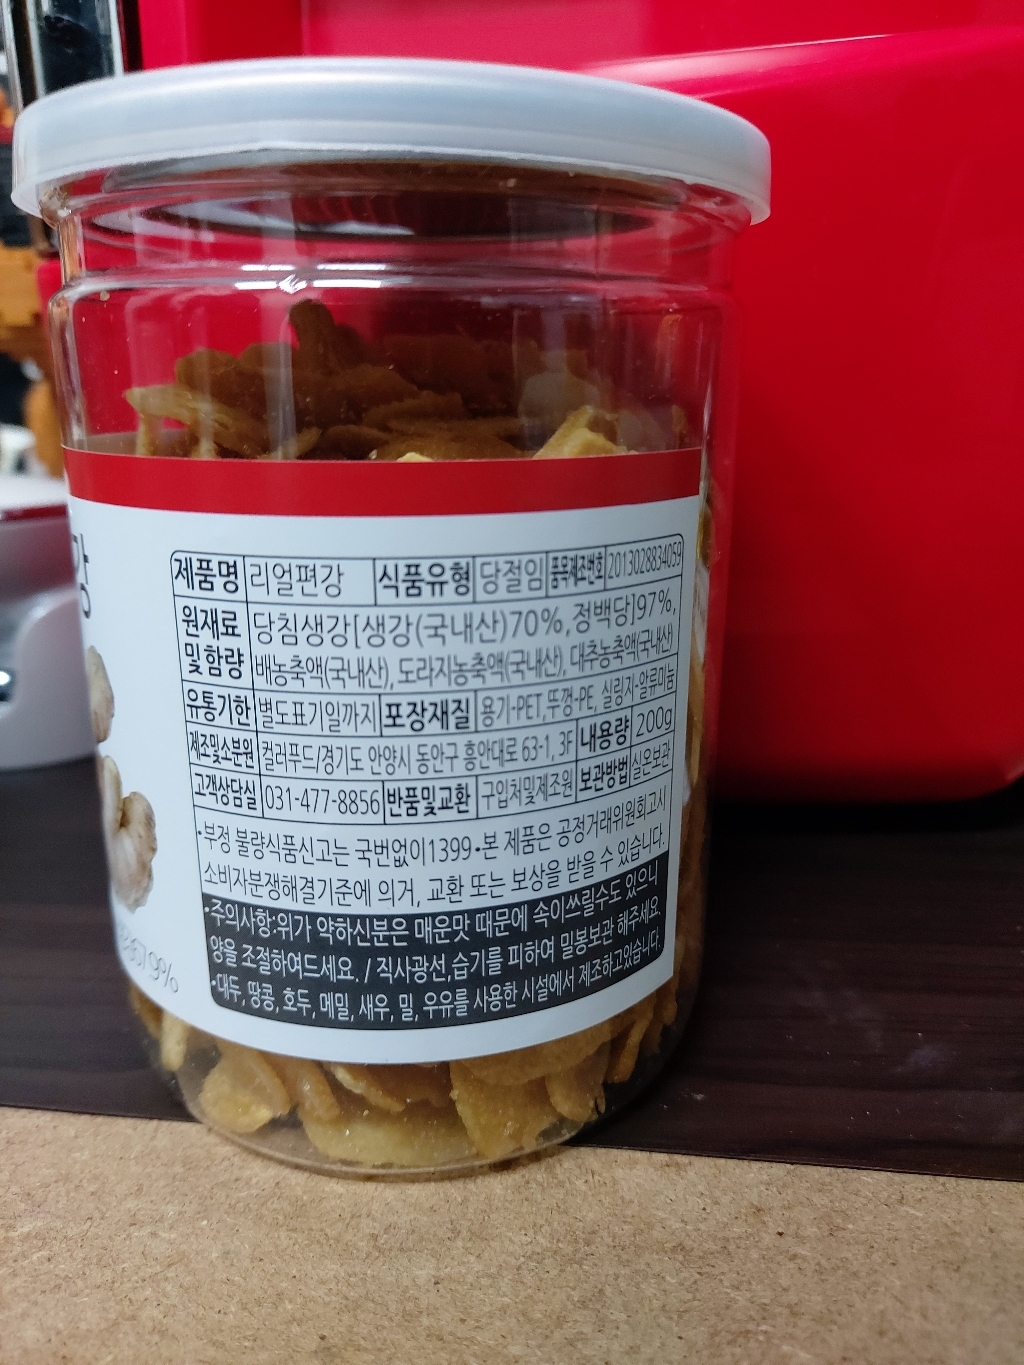 강
67.9%
제품명 리얼편강 식품유형 당절임 품목제조번호 2013028834059
원재료 및함량 당침생강[생강(국내산)70%,정백당]97%,
배농축액(국내산), 도라지농축액(국내산), 대추농축액(국내산)
유통기한 별도표기일까지 포장재질 용기-PET,뚜껑-PE, 실링지-알류미늄
제조및소분원 컬러푸드/경기도 안양시 동안구 흥안대로 63-1, 3F 내용량 200g
고객상담실 031-477-8856 반품및교환 구입처및제조원 보관방법 실온보관
•부정 불량식품신고는 국번없이1399 •본 제품은 공정거래위원회고시
소비자분쟁해결기준에 의거, 교환 또는 보상을 받을 수 있습니다.
•주의사항:위가 약하신분은 매운맛 때문에 속이쓰릴수도 있으니
양을 조절하여드세요. / 직사광선,습기를 피하여 밀봉보관 해주세요.
•대두, 땅콩, 호두, 메밀, 새우, 밀, 우유를 사용한 시설에서 제조하고있습니다.